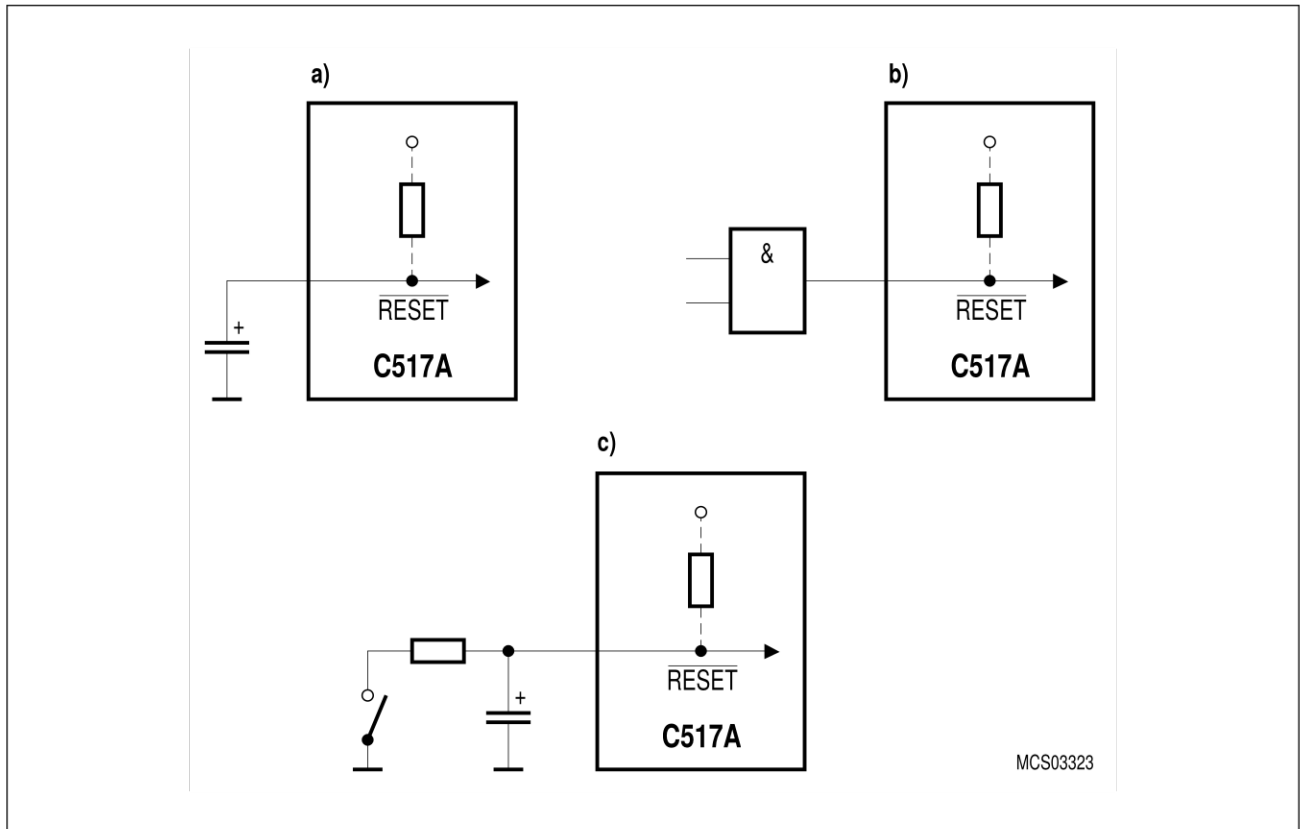 a)
+
RESET
C517A
b)
&
RESET
C517A
c)
+
RESET
C517A
MCS03323